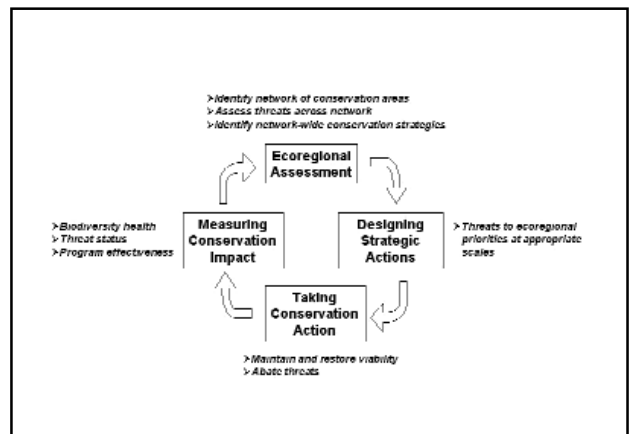 ➢Identify network of conservation areas
➢Assess threats across network
➢Identify network-wide conservation strategies
Ecoregional
Assessment
➢Biodiversity health
➢Threat status
➢Program effectiveness
Measuring
Conservation
Impact
Designing
Strategic
Actions
➢Threats to ecoregional
priorities at appropriate
scales
Taking
Conservation
Action
➢Maintain and restore viability
➢Abate threats